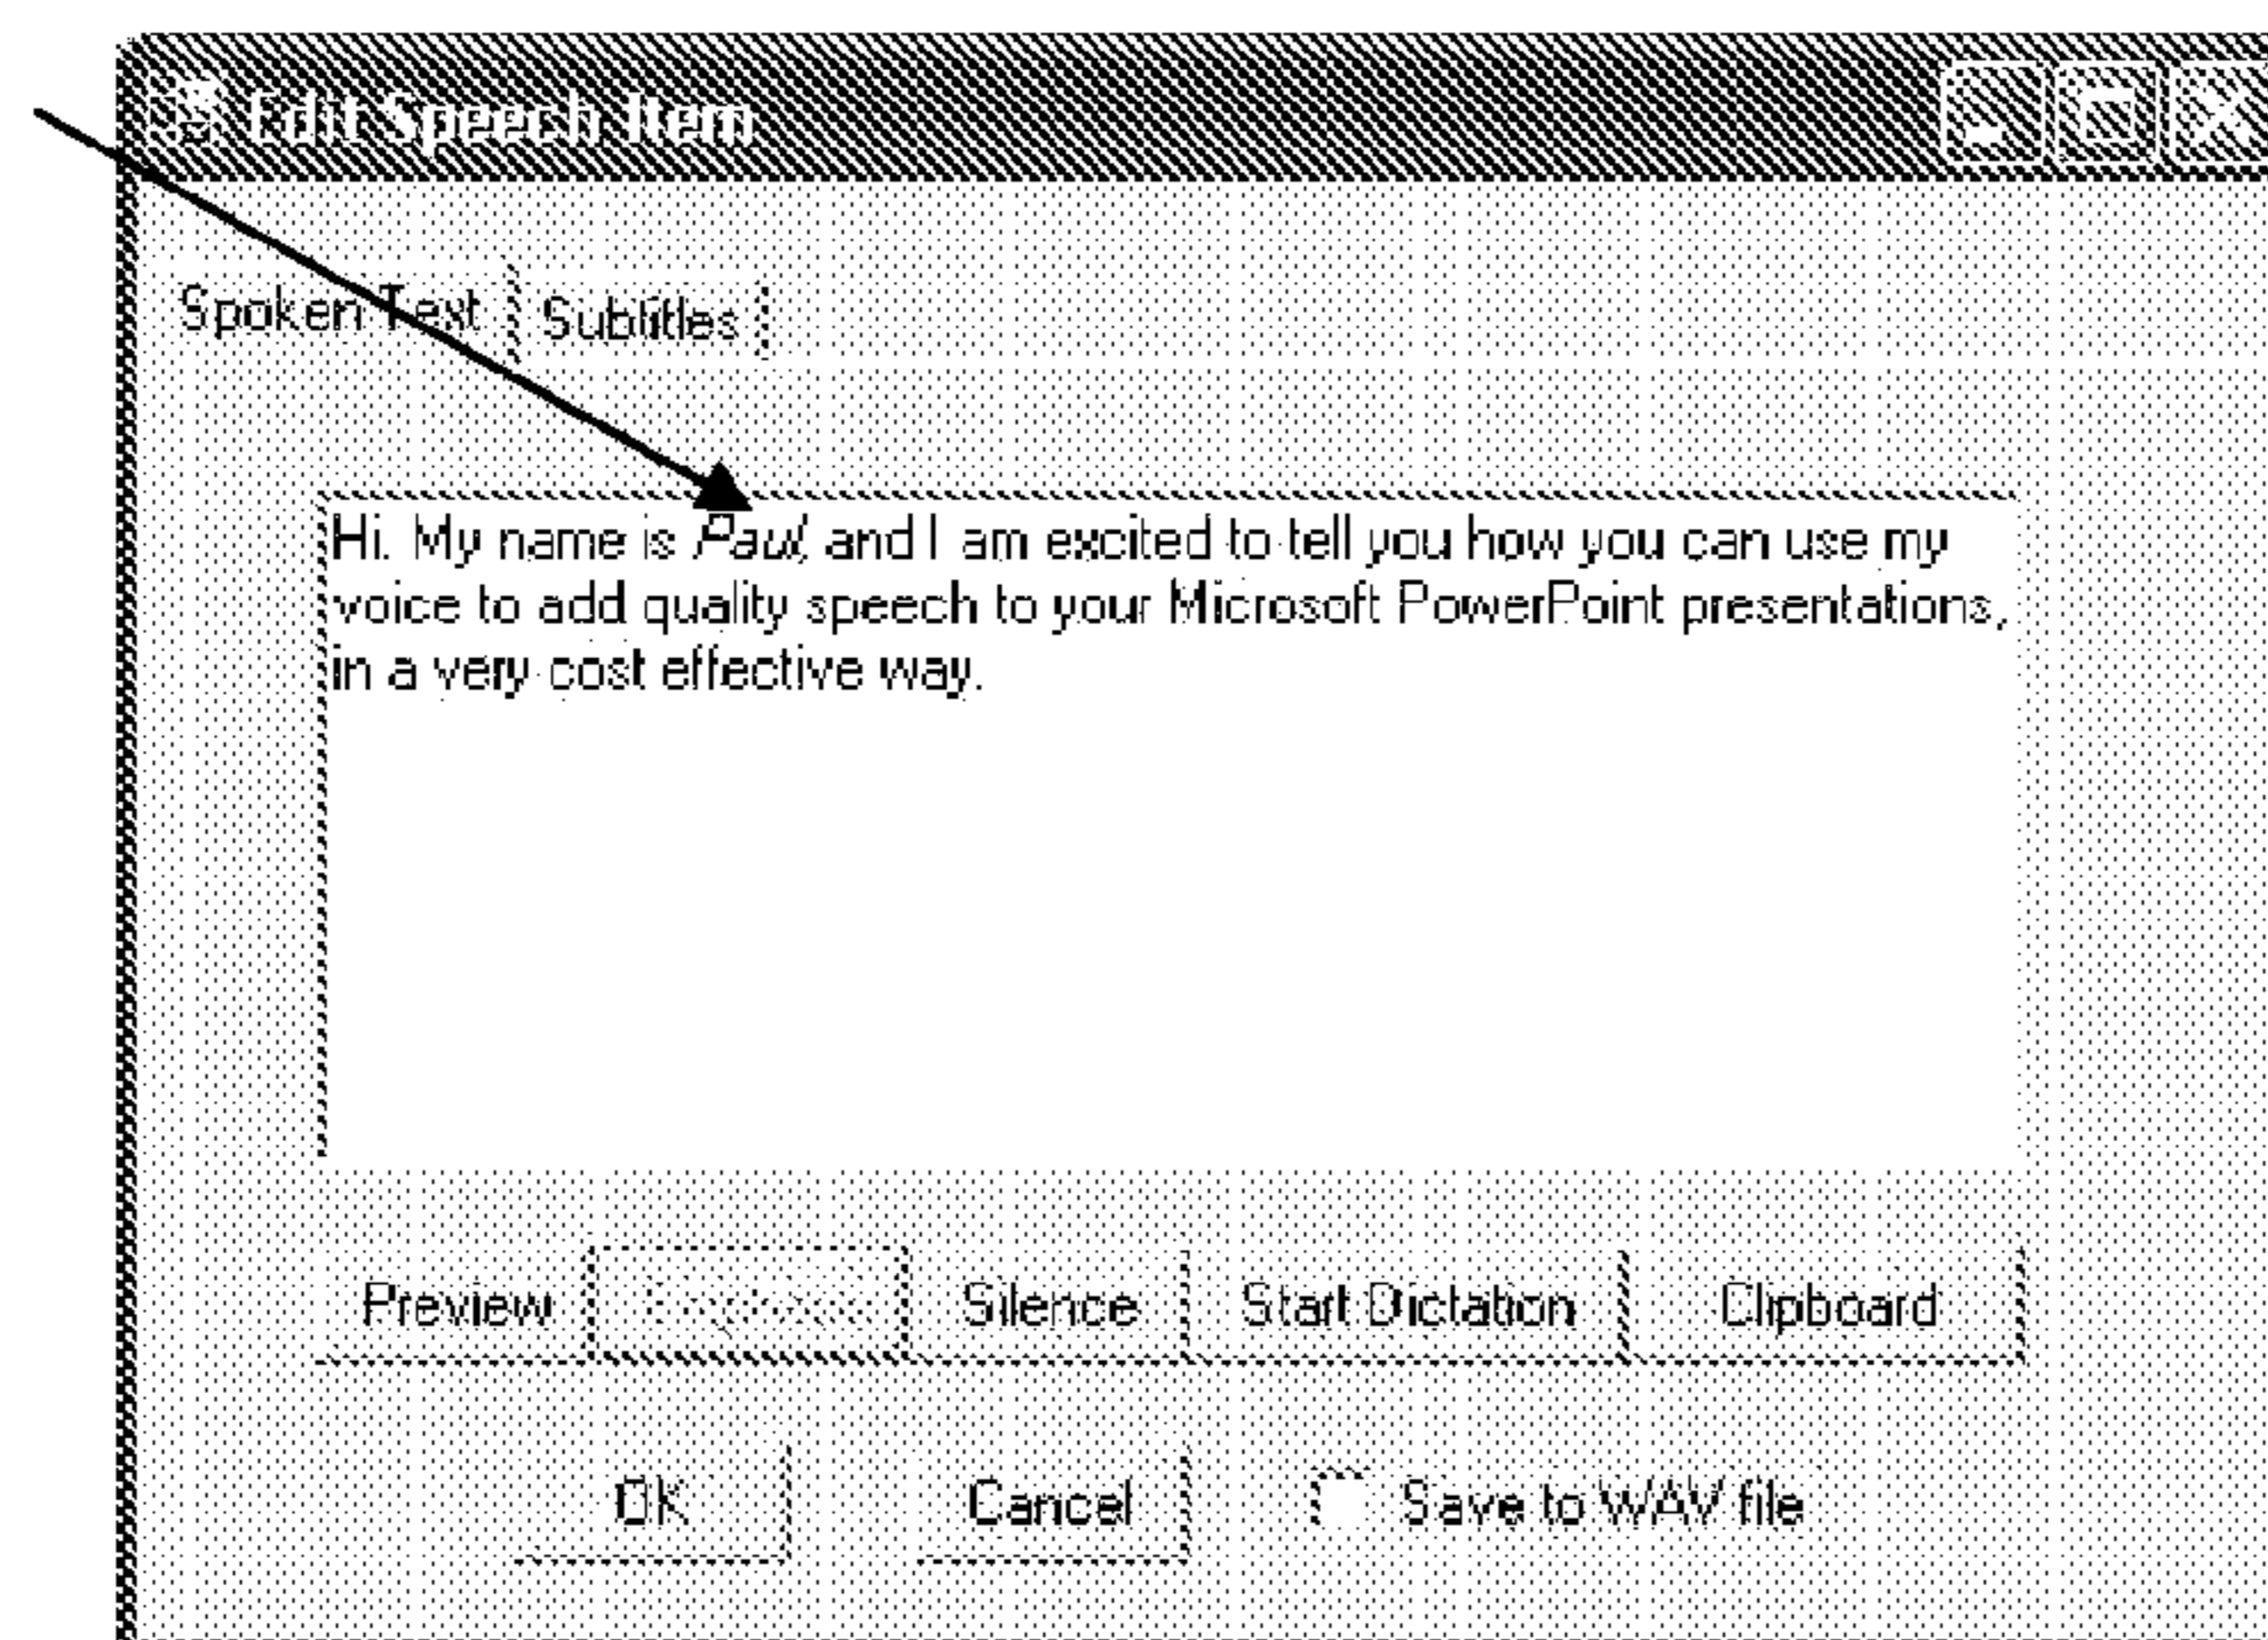 Edit Speech Item
Spoken Text Subtitles
Hi. My name is Paul, and I am excited to tell you how you can use my
voice to add quality speech to your Microsoft PowerPoint presentations,
in a very cost effective way.
Preview Emphasis Silence Start Dictation Clipboard
OK Cancel Save to WAV file